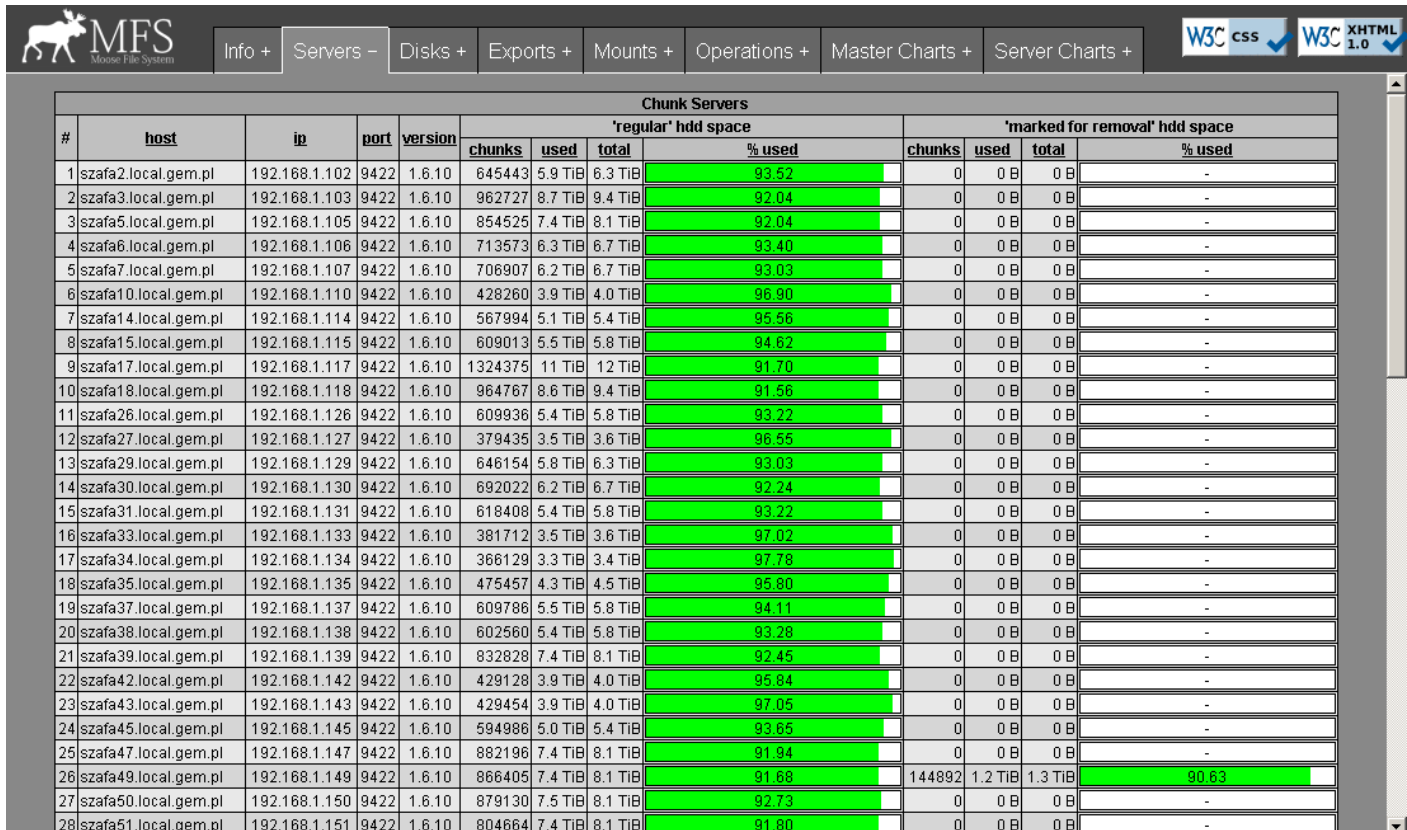 MFS
Moose File System
Info + Servers − Disks + Exports + Mounts + Operations + Master Charts + Server Charts +
W3C css W3C XHTML 1.0
Chunk Servers
# host ip port version 'regular' hdd space 'marked for removal' hdd space
chunks used total % used chunks used total % used
1 szafa2.local.gem.pl 192.168.1.102 9422 1.6.10 645443 5.9 TiB 6.3 TiB 93.52 0 0 B 0 B -
2 szafa3.local.gem.pl 192.168.1.103 9422 1.6.10 962727 8.7 TiB 9.4 TiB 92.04 0 0 B 0 B -
3 szafa5.local.gem.pl 192.168.1.105 9422 1.6.10 854525 7.4 TiB 8.1 TiB 92.04 0 0 B 0 B -
4 szafa6.local.gem.pl 192.168.1.106 9422 1.6.10 713573 6.3 TiB 6.7 TiB 93.40 0 0 B 0 B -
5 szafa7.local.gem.pl 192.168.1.107 9422 1.6.10 706907 6.2 TiB 6.7 TiB 93.03 0 0 B 0 B -
6 szafa10.local.gem.pl 192.168.1.110 9422 1.6.10 428260 3.9 TiB 4.0 TiB 96.90 0 0 B 0 B -
7 szafa14.local.gem.pl 192.168.1.114 9422 1.6.10 567994 5.1 TiB 5.4 TiB 95.56 0 0 B 0 B -
8 szafa15.local.gem.pl 192.168.1.115 9422 1.6.10 609013 5.5 TiB 5.8 TiB 94.62 0 0 B 0 B -
9 szafa17.local.gem.pl 192.168.1.117 9422 1.6.10 1324375 11 TiB 12 TiB 91.70 0 0 B 0 B -
10 szafa18.local.gem.pl 192.168.1.118 9422 1.6.10 964767 8.6 TiB 9.4 TiB 91.56 0 0 B 0 B -
11 szafa26.local.gem.pl 192.168.1.126 9422 1.6.10 609936 5.4 TiB 5.8 TiB 93.22 0 0 B 0 B -
12 szafa27.local.gem.pl 192.168.1.127 9422 1.6.10 379435 3.5 TiB 3.6 TiB 96.55 0 0 B 0 B -
13 szafa29.local.gem.pl 192.168.1.129 9422 1.6.10 646154 5.8 TiB 6.3 TiB 93.03 0 0 B 0 B -
14 szafa30.local.gem.pl 192.168.1.130 9422 1.6.10 692022 6.2 TiB 6.7 TiB 92.24 0 0 B 0 B -
15 szafa31.local.gem.pl 192.168.1.131 9422 1.6.10 618408 5.4 TiB 5.8 TiB 93.22 0 0 B 0 B -
16 szafa33.local.gem.pl 192.168.1.133 9422 1.6.10 381712 3.5 TiB 3.6 TiB 97.02 0 0 B 0 B -
17 szafa34.local.gem.pl 192.168.1.134 9422 1.6.10 366129 3.3 TiB 3.4 TiB 97.78 0 0 B 0 B -
18 szafa35.local.gem.pl 192.168.1.135 9422 1.6.10 475457 4.3 TiB 4.5 TiB 95.80 0 0 B 0 B -
19 szafa37.local.gem.pl 192.168.1.137 9422 1.6.10 609786 5.5 TiB 5.8 TiB 94.11 0 0 B 0 B -
20 szafa38.local.gem.pl 192.168.1.138 9422 1.6.10 602560 5.4 TiB 5.8 TiB 93.28 0 0 B 0 B -
21 szafa39.local.gem.pl 192.168.1.139 9422 1.6.10 832828 7.4 TiB 8.1 TiB 92.45 0 0 B 0 B -
22 szafa42.local.gem.pl 192.168.1.142 9422 1.6.10 429128 3.9 TiB 4.0 TiB 95.84 0 0 B 0 B -
23 szafa43.local.gem.pl 192.168.1.143 9422 1.6.10 429454 3.9 TiB 4.0 TiB 97.05 0 0 B 0 B -
24 szafa45.local.gem.pl 192.168.1.145 9422 1.6.10 594986 5.0 TiB 5.4 TiB 93.65 0 0 B 0 B -
25 szafa47.local.gem.pl 192.168.1.147 9422 1.6.10 882196 7.4 TiB 8.1 TiB 91.94 0 0 B 0 B -
26 szafa49.local.gem.pl 192.168.1.149 9422 1.6.10 866405 7.4 TiB 8.1 TiB 91.68 144892 1.2 TiB 1.3 TiB 90.63
27 szafa50.local.gem.pl 192.168.1.150 9422 1.6.10 879130 7.5 TiB 8.1 TiB 92.73 0 0 B 0 B -
28 szafa51.local.gem.pl 192.168.1.151 9422 1.6.10 804664 7.4 TiB 8.1 TiB 91.80 0 0 B 0 B -